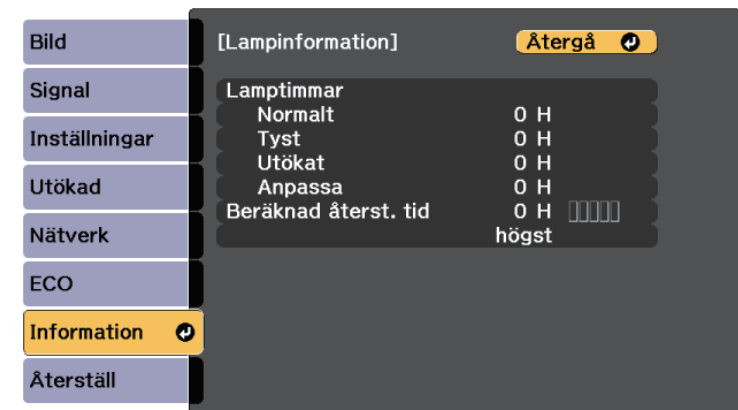 Bild
Signal
Inställningar
Utökad
Nätverk
ECO
Information
Återställ
[Lampinformation] Återgå
Lamptimmar
Normalt 0 H
Tyst 0 H
Utökat 0 H
Anpassa 0 H
Beräknad återst. tid 0 H
högst